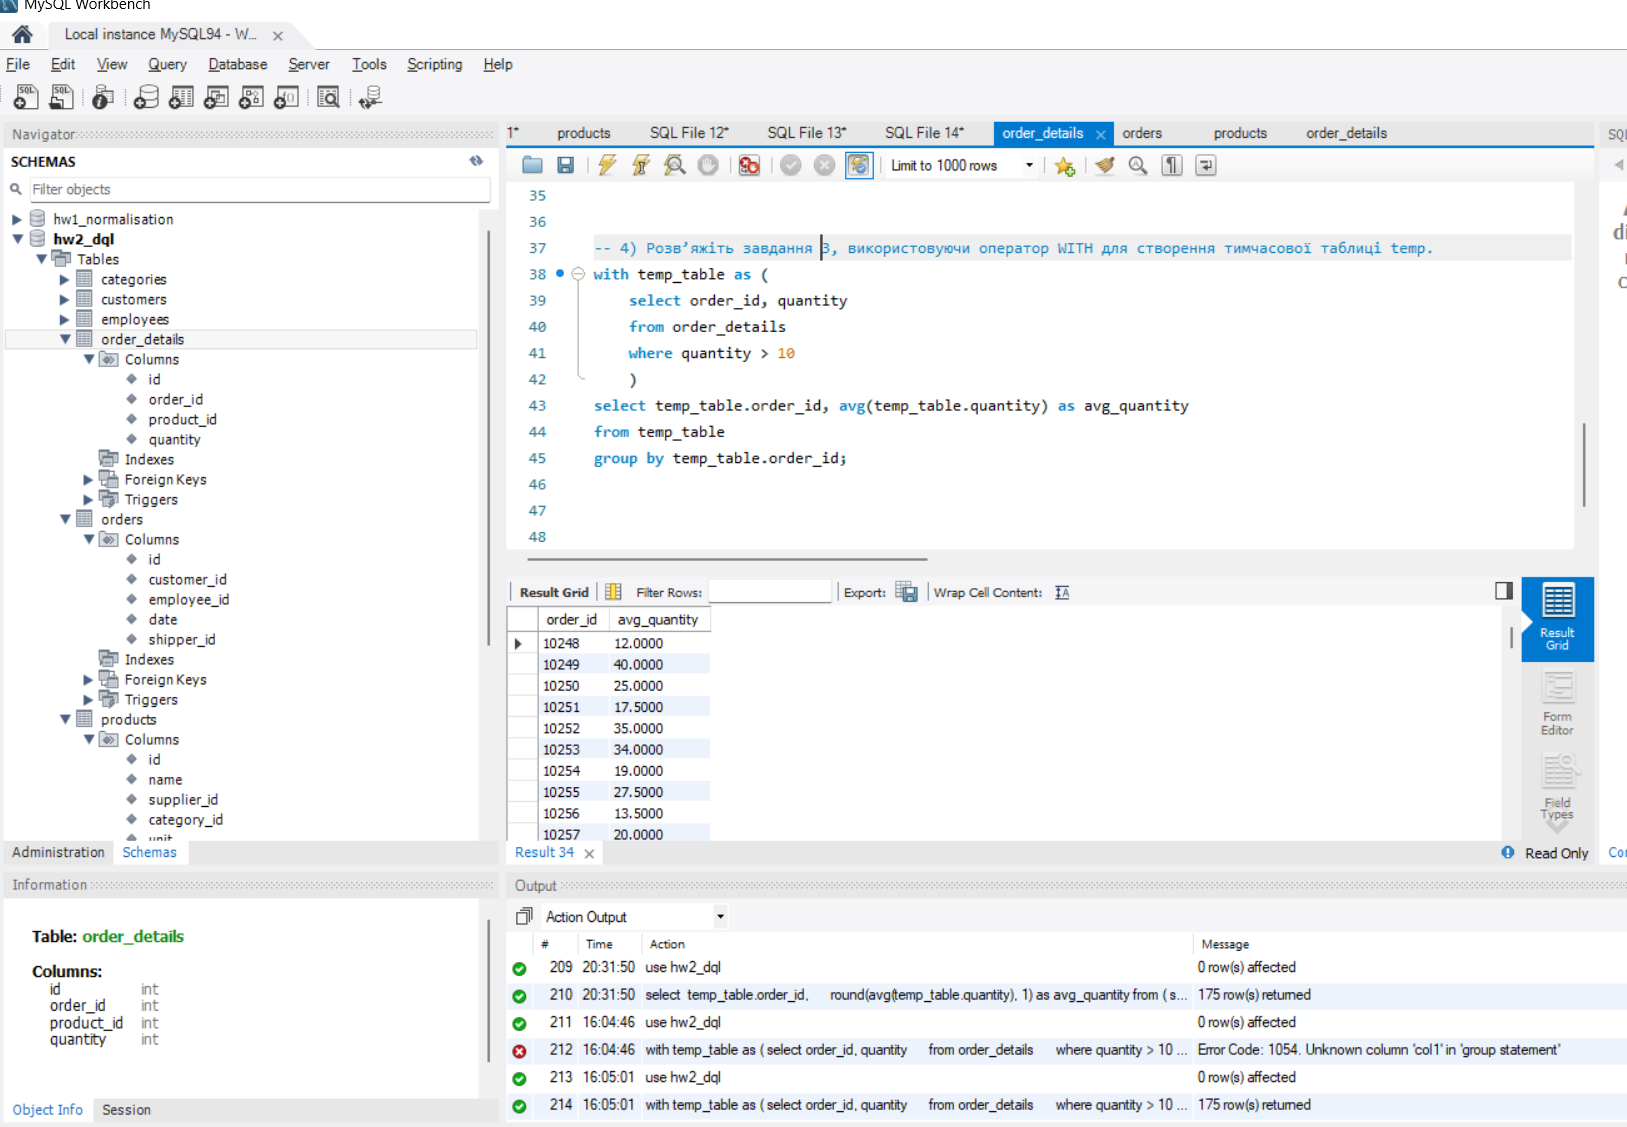 MySQL Workbench
Local instance MySQL94 - W...
File Edit View Query Database Server Tools Scripting Help
Navigator
SCHEMAS
Filter objects
hw1_normalisation
hw2_dql
Tables
categories
customers
employees
order_details
Columns
id
order_id
product_id
quantity
Indexes
Foreign Keys
Triggers
orders
Columns
id
customer_id
employee_id
date
shipper_id
Indexes
Foreign Keys
Triggers
products
Columns
id
name
supplier_id
category_id
unit
Administration Schemas
Information
Table: order_details
Columns:
id int
order_id int
product_id int
quantity int
Object Info Session
1* products SQL File 12* SQL File 13* SQL File 14* order_details orders products order_details
Limit to 1000 rows
35
36
37 -- 4) Розв’яжіть завдання 3, використовуючи оператор WITH для створення тимчасової таблиці temp.
38 with temp_table as (
39 select order_id, quantity
40 from order_details
41 where quantity > 10
42 )
43 select temp_table.order_id, avg(temp_table.quantity) as avg_quantity
44 from temp_table
45 group by temp_table.order_id;
46
47
48
Result Grid Filter Rows: Export: Wrap Cell Content:
order_id avg_quantity
10248 12.0000
10249 40.0000
10250 25.0000
10251 17.5000
10252 35.0000
10253 34.0000
10254 19.0000
10255 27.5000
10256 13.5000
10257 20.0000
Result Grid
Form Editor
Field Types
Result 34
Read Only
Output
Action Output
# Time Action Message
209 20:31:50 use hw2_dql 0 row(s) affected
210 20:31:50 select temp_table.order_id, round(avg(temp_table.quantity), 1) as avg_quantity from ( s... 175 row(s) returned
211 16:04:46 use hw2_dql 0 row(s) affected
212 16:04:46 with temp_table as ( select order_id, quantity from order_details where quantity > 10 ... Error Code: 1054. Unknown column 'col1' in 'group statement'
213 16:05:01 use hw2_dql 0 row(s) affected
214 16:05:01 with temp_table as ( select order_id, quantity from order_details where quantity > 10 ... 175 row(s) returned